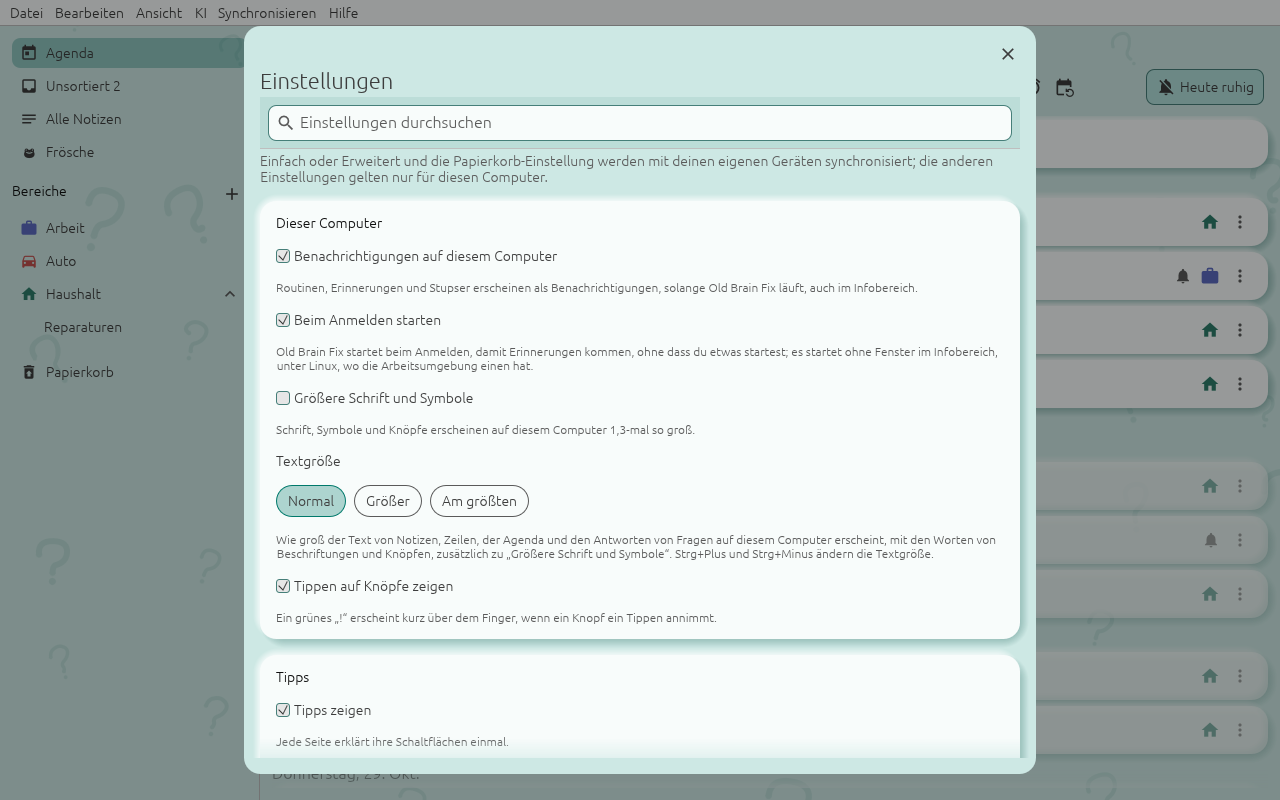 Datei Bearbeiten Ansicht KI Synchronisieren Hilfe
Agenda
Unsortiert 2
Alle Notizen
Frösche
Bereiche
Arbeit
Auto
Haushalt
Reparaturen
Papierkorb
Heute ruhig
Einstellungen
Einstellungen durchsuchen
Einfach oder Erweitert und die Papierkorb-Einstellung werden mit deinen eigenen Geräten synchronisiert; die anderen
Einstellungen gelten nur für diesen Computer.
Dieser Computer
Benachrichtigungen auf diesem Computer
Routinen, Erinnerungen und Stupser erscheinen als Benachrichtigungen, solange Old Brain Fix läuft, auch im Infobereich.
Beim Anmelden starten
Old Brain Fix startet beim Anmelden, damit Erinnerungen kommen, ohne dass du etwas startest; es startet ohne Fenster im Infobereich,
unter Linux, wo die Arbeitsumgebung einen hat.
Größere Schrift und Symbole
Schrift, Symbole und Knöpfe erscheinen auf diesem Computer 1,3-mal so groß.
Textgröße
Normal Größer Am größten
Wie groß der Text von Notizen, Zeilen, der Agenda und den Antworten von Fragen auf diesem Computer erscheint, mit den Worten von
Beschriftungen und Knöpfen, zusätzlich zu „Größere Schrift und Symbole“. Strg+Plus und Strg+Minus ändern die Textgröße.
Tippen auf Knöpfe zeigen
Ein grünes „!“ erscheint kurz über dem Finger, wenn ein Knopf ein Tippen annimmt.
Tipps
Tipps zeigen
Jede Seite erklärt ihre Schaltflächen einmal.
Donnerstag, 29. Okt.